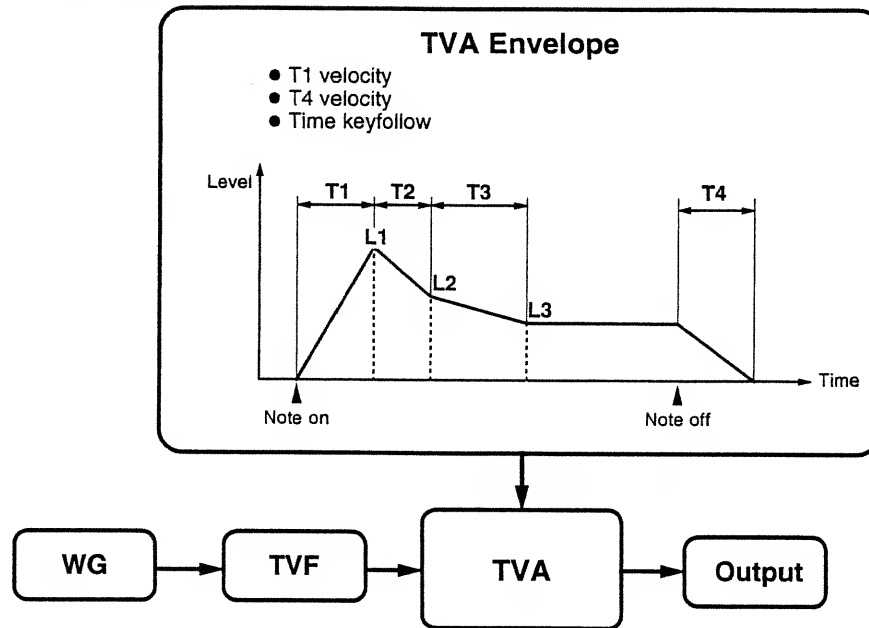 TVA Envelope
● T1 velocity
● T4 velocity
● Time keyfollow
Level
T1 T2 T3 T4
L1
L2
L3
Time
Note on Note off
WG TVF TVA Output